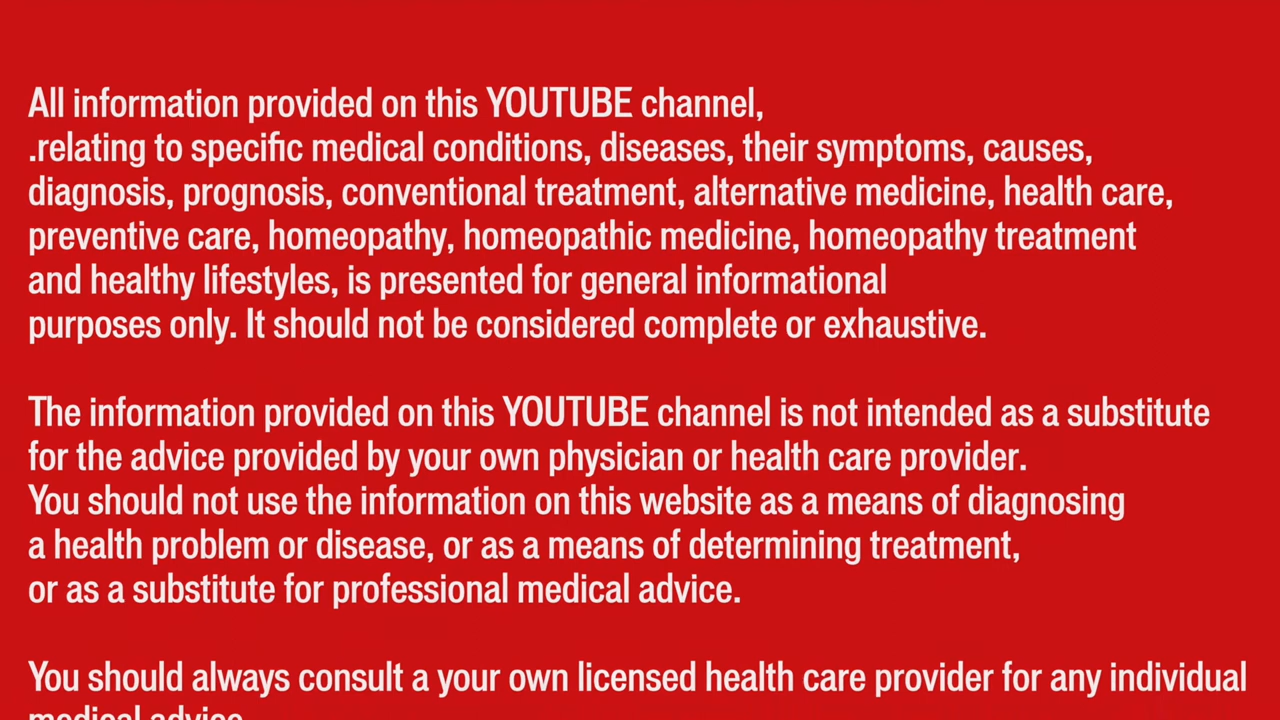 All information provided on this YOUTUBE channel,
.relating to specific medical conditions, diseases, their symptoms, causes,
diagnosis, prognosis, conventional treatment, alternative medicine, health care,
preventive care, homeopathy, homeopathic medicine, homeopathy treatment
and healthy lifestyles, is presented for general informational
purposes only. It should not be considered complete or exhaustive.
The information provided on this YOUTUBE channel is not intended as a substitute
for the advice provided by your own physician or health care provider.
You should not use the information on this website as a means of diagnosing
a health problem or disease, or as a means of determining treatment,
or as a substitute for professional medical advice.
You should always consult a your own licensed health care provider for any individual
medical advice